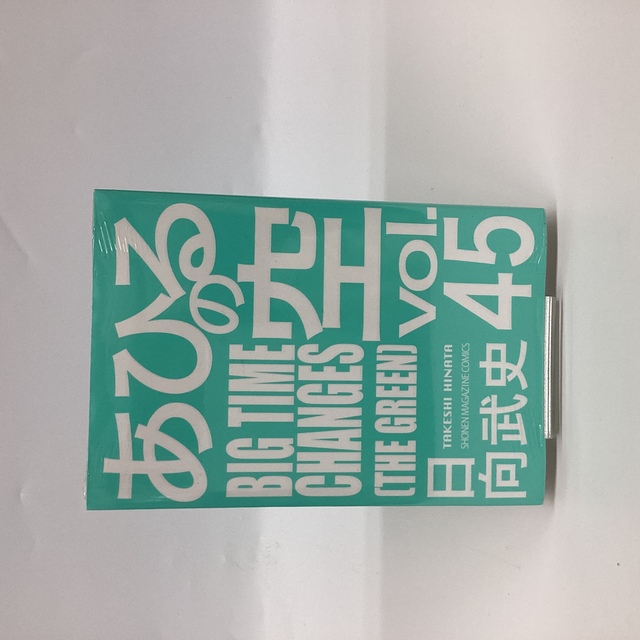 あひるの空
BIG TIME
CHANGES
(THE GREEN)
vol.
45
TAKESHI HINATA
SHONEN MAGAZINE COMICS
日向武史